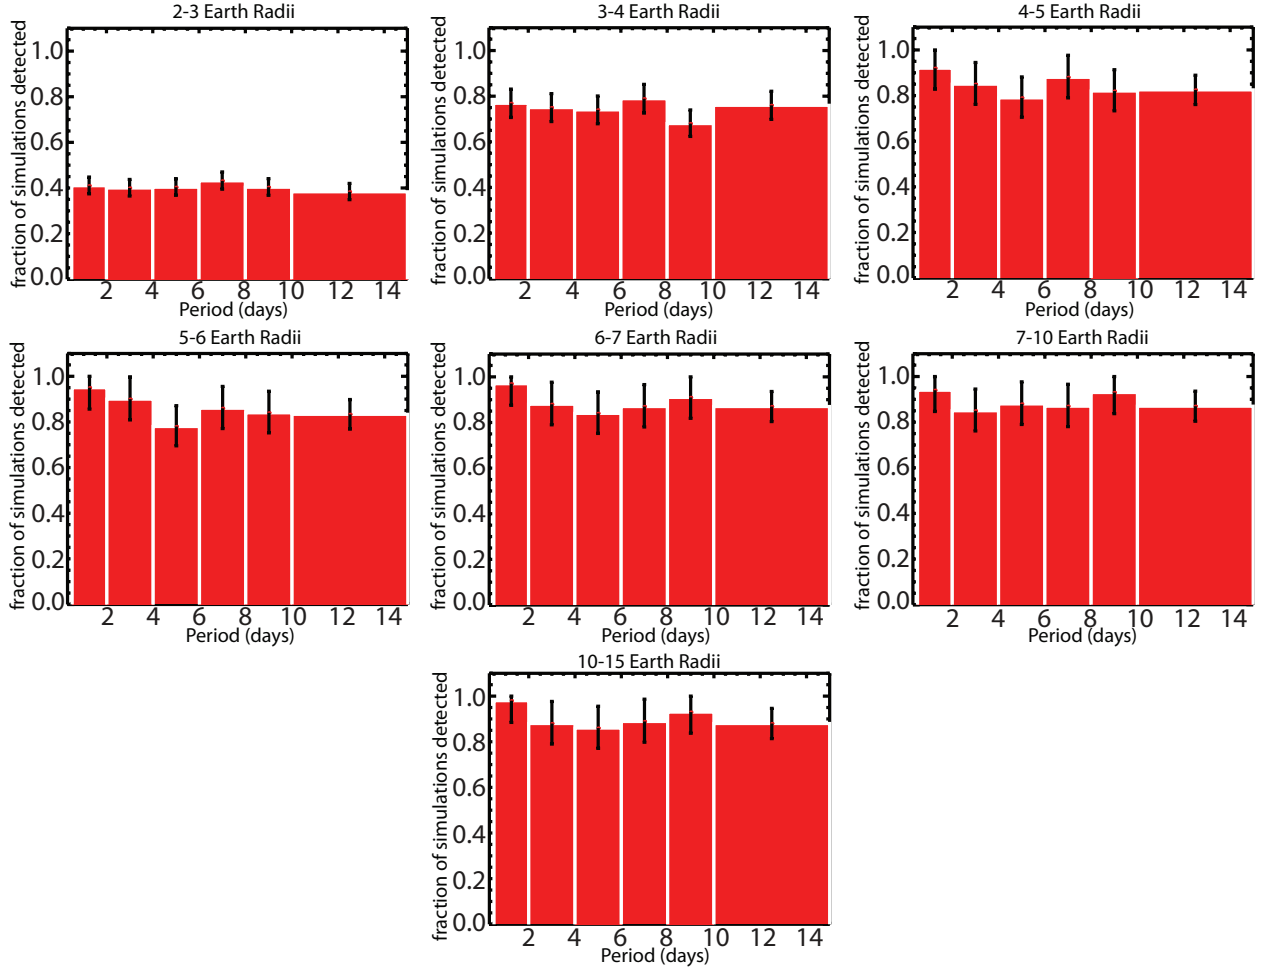 2-3 Earth Radii
fraction of simulations detected
1.0
0.8
0.6
0.4
0.2
0.0
2 4 6 8 10 12 14
Period (days)
3-4 Earth Radii
fraction of simulations detected
1.0
0.8
0.6
0.4
0.2
0.0
2 4 6 8 10 12 14
Period (days)
4-5 Earth Radii
fraction of simulations detected
1.0
0.8
0.6
0.4
0.2
0.0
2 4 6 8 10 12 14
Period (days)
5-6 Earth Radii
fraction of simulations detected
1.0
0.8
0.6
0.4
0.2
0.0
2 4 6 8 10 12 14
Period (days)
6-7 Earth Radii
fraction of simulations detected
1.0
0.8
0.6
0.4
0.2
0.0
2 4 6 8 10 12 14
Period (days)
7-10 Earth Radii
fraction of simulations detected
1.0
0.8
0.6
0.4
0.2
0.0
2 4 6 8 10 12 14
Period (days)
10-15 Earth Radii
fraction of simulations detected
1.0
0.8
0.6
0.4
0.2
0.0
2 4 6 8 10 12 14
Period (days)